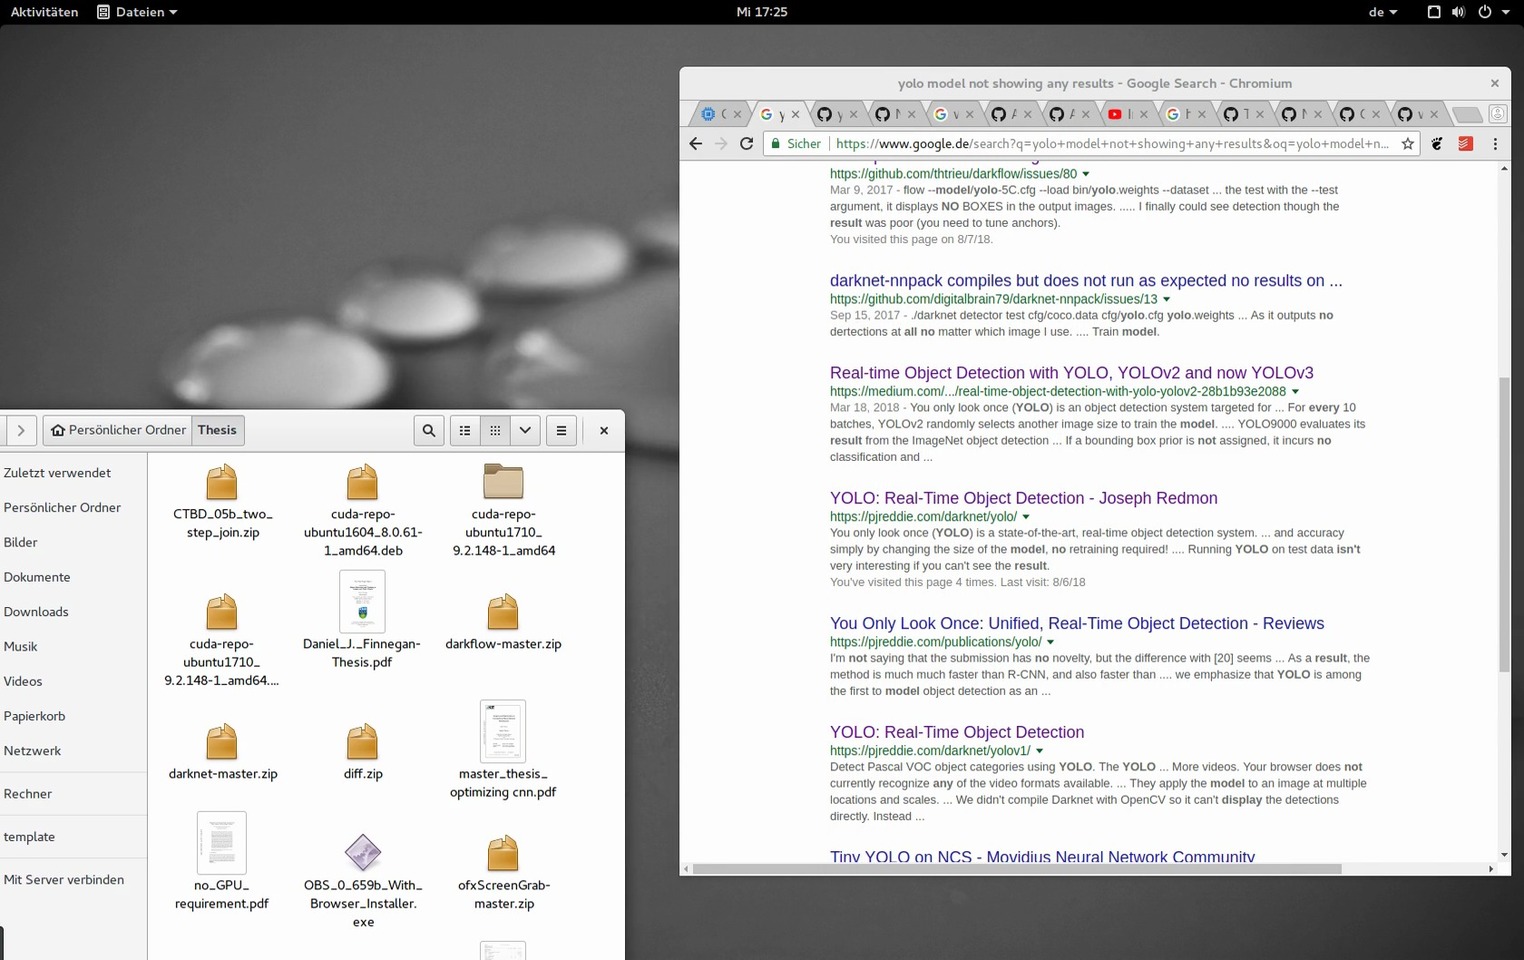 Aktivitäten
Dateien
Mi 17:25
de
yolo model not showing any results - Google Search - Chromium
Sicher
https://www.google.de/search?q=yolo+model+not+showing+any+results&oq=yolo+model+n...
https://github.com/thtrieu/darkflow/issues/80
Mar 9, 2017 - flow --model/yolo-5C.cfg --load bin/yolo.weights --dataset ... the test with the --test
argument, it displays NO BOXES in the output images. ..... I finally could see detection though the
result was poor (you need to tune anchors).
You visited this page on 8/7/18.
darknet-nnpack compiles but does not run as expected no results on ...
https://github.com/digitalbrain79/darknet-nnpack/issues/13
Sep 15, 2017 - ./darknet detector test cfg/coco.data cfg/yolo.cfg yolo.weights ... As it outputs no
dertections at all no matter which image I use. .... Train model.
Real-time Object Detection with YOLO, YOLOv2 and now YOLOv3
https://medium.com/.../real-time-object-detection-with-yolo-yolov2-28b1b93e2088
Mar 18, 2018 - You only look once (YOLO) is an object detection system targeted for ... For every 10
batches, YOLOv2 randomly selects another image size to train the model. .... YOLO9000 evaluates its
result from the ImageNet object detection ... If a bounding box prior is not assigned, it incurs no
classification and ...
YOLO: Real-Time Object Detection - Joseph Redmon
https://pjreddie.com/darknet/yolo/
You only look once (YOLO) is a state-of-the-art, real-time object detection system. ... and accuracy
simply by changing the size of the model, no retraining required! .... Running YOLO on test data isn't
very interesting if you can't see the result.
You've visited this page 4 times. Last visit: 8/6/18
You Only Look Once: Unified, Real-Time Object Detection - Reviews
https://pjreddie.com/publications/yolo/
I'm not saying that the submission has no novelty, but the difference with [20] seems ... As a result, the
method is much much faster than R-CNN, and also faster than .... we emphasize that YOLO is among
the first to model object detection as an ...
YOLO: Real-Time Object Detection
https://pjreddie.com/darknet/yolov1/
Detect Pascal VOC object categories using YOLO. The YOLO ... More videos. Your browser does not
currently recognize any of the video formats available. ... They apply the model to an image at multiple
locations and scales. ... We didn't compile Darknet with OpenCV so it can't display the detections
directly. Instead ...
Tiny YOLO on NCS - Movidius Neural Network Community
Persönlicher Ordner
Thesis
Zuletzt verwendet
Persönlicher Ordner
Bilder
Dokumente
Downloads
Musik
Videos
Papierkorb
Netzwerk
Rechner
template
Mit Server verbinden
CTBD_05b_two_
step_join.zip
cuda-repo-
ubuntu1604_8.0.61-
1_amd64.deb
cuda-repo-
ubuntu1710_
9.2.148-1_amd64
cuda-repo-
ubuntu1710_
9.2.148-1_amd64....
Daniel_J._Finnegan-
Thesis.pdf
darkflow-master.zip
darknet-master.zip
diff.zip
master_thesis_
optimizing cnn.pdf
no_GPU_
requirement.pdf
OBS_0_659b_With_
Browser_Installer.
exe
ofxScreenGrab-
master.zip